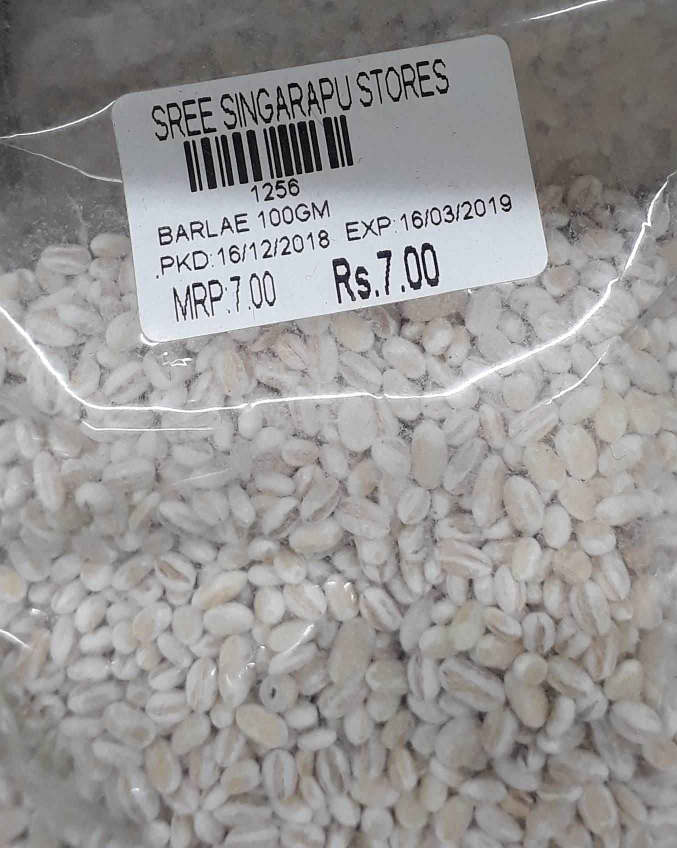 SREE SINGARAPU STORES
1256
BARLAE 100GM
PKD:16/12/2018 EXP:16/03/2019
MRP:7.00 Rs.7.00